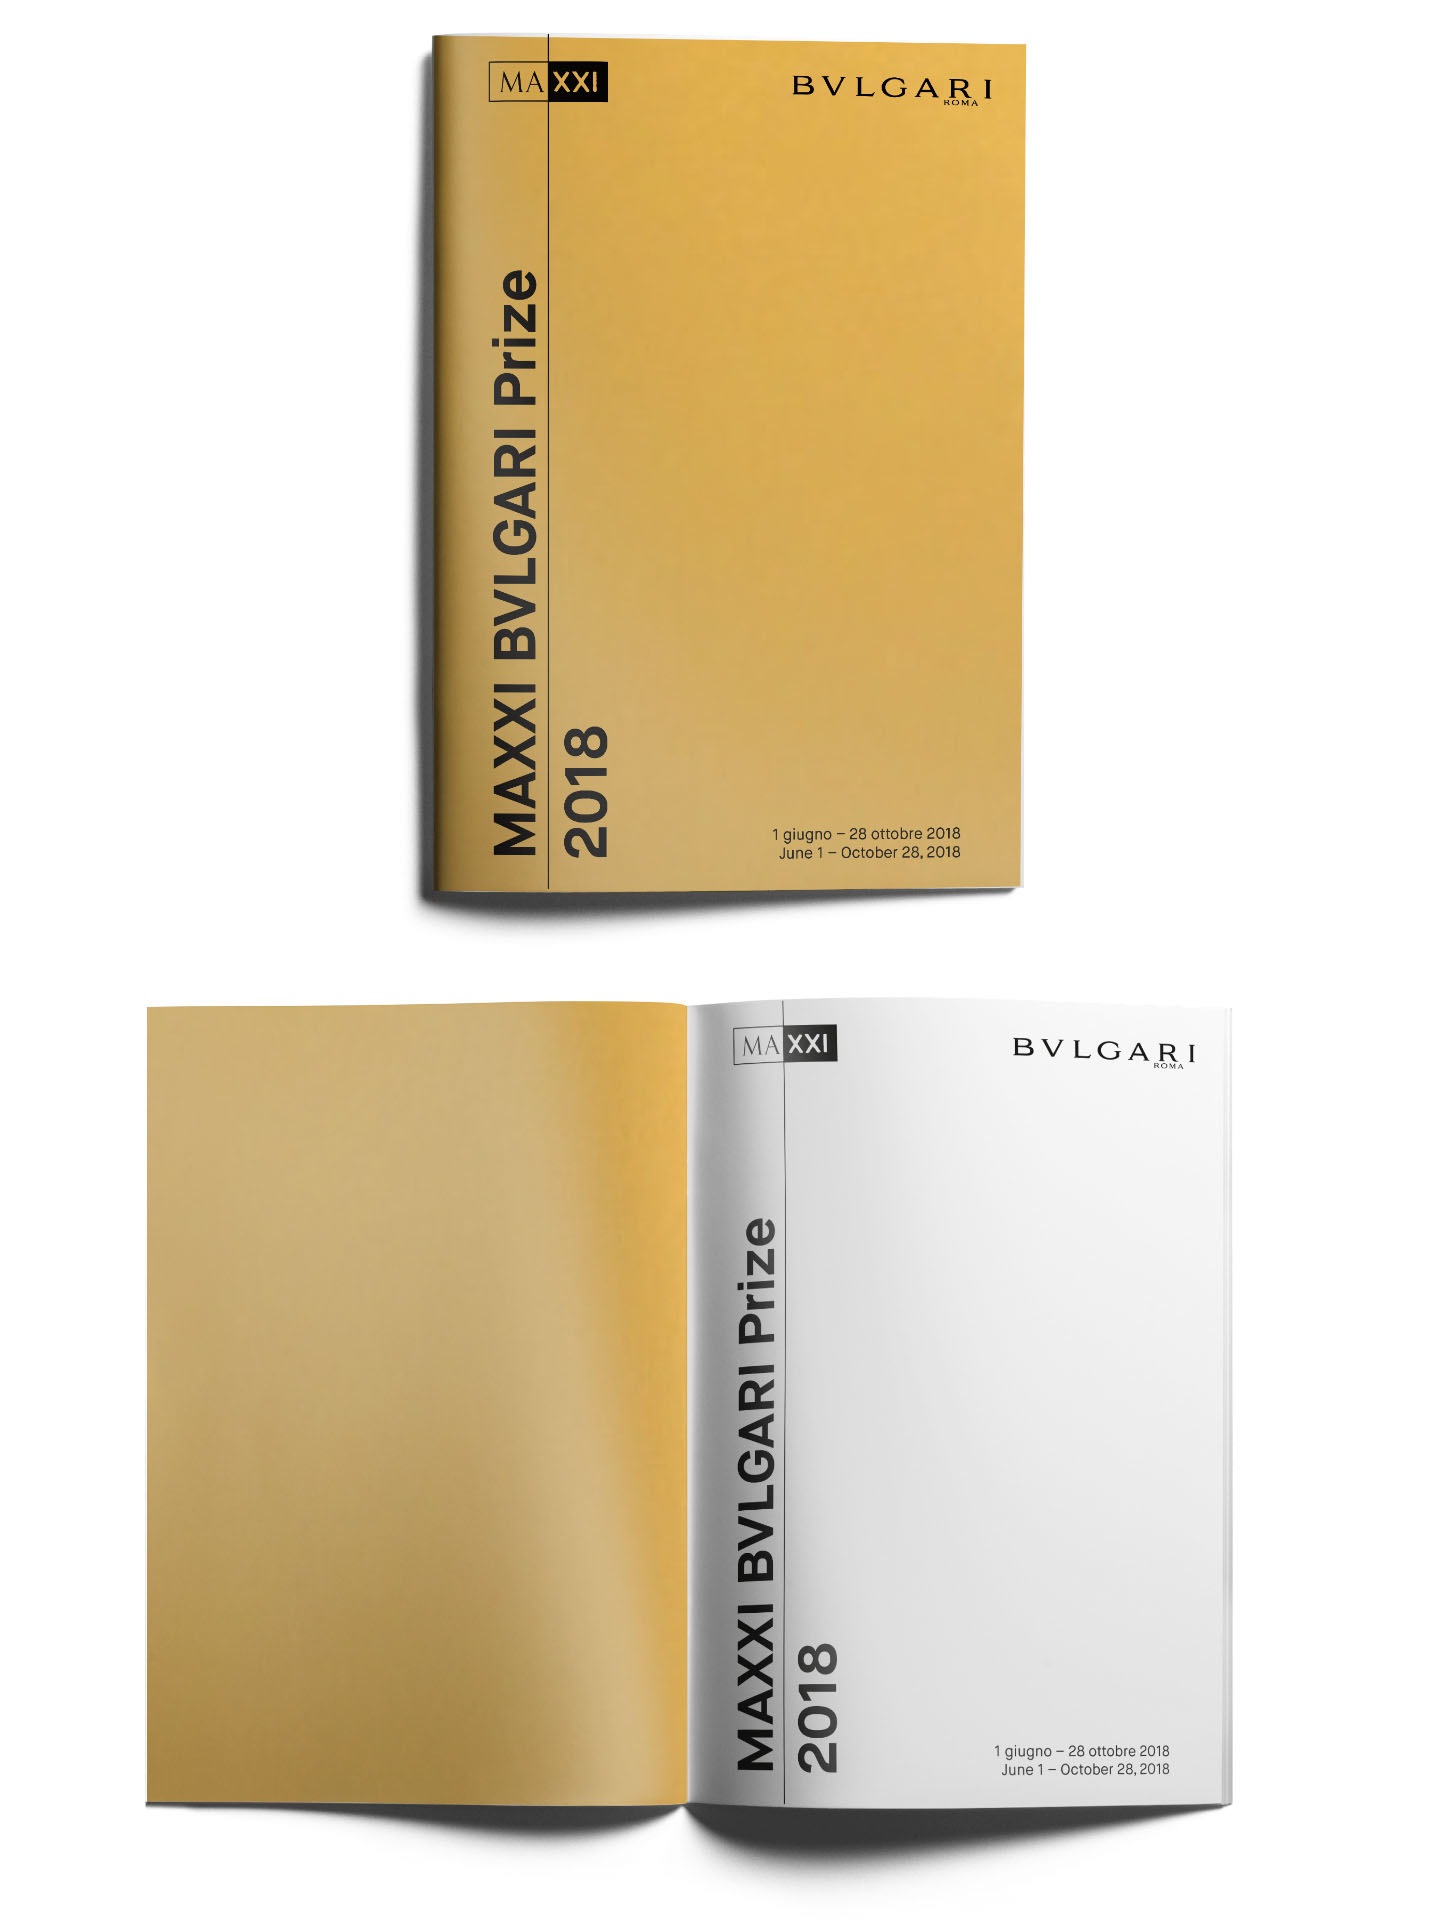 MAXXI
BVLGARI
ROMA
MAXXI BVLGARI Prize
2018
1 giugno – 28 ottobre 2018
June 1 – October 28, 2018
MAXXI
BVLGARI
ROMA
MAXXI BVLGARI Prize
2018
1 giugno – 28 ottobre 2018
June 1 – October 28, 2018